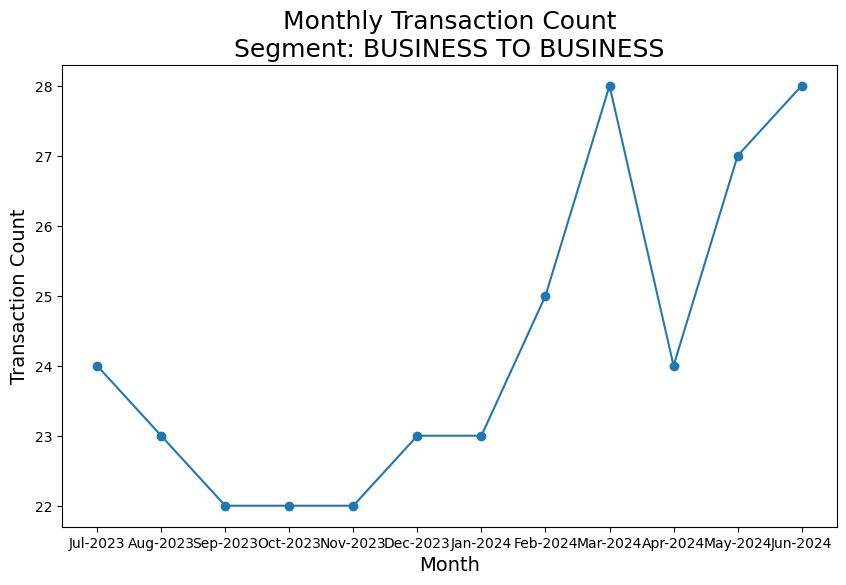 Monthly Transaction Count
Segment: BUSINESS TO BUSINESS
28
27
26
25
24
23
22
Transaction Count
Jul-2023 Aug-2023 Sep-2023 Oct-2023 Nov-2023 Dec-2023 Jan-2024 Feb-2024 Mar-2024 Apr-2024 May-2024 Jun-2024
Month